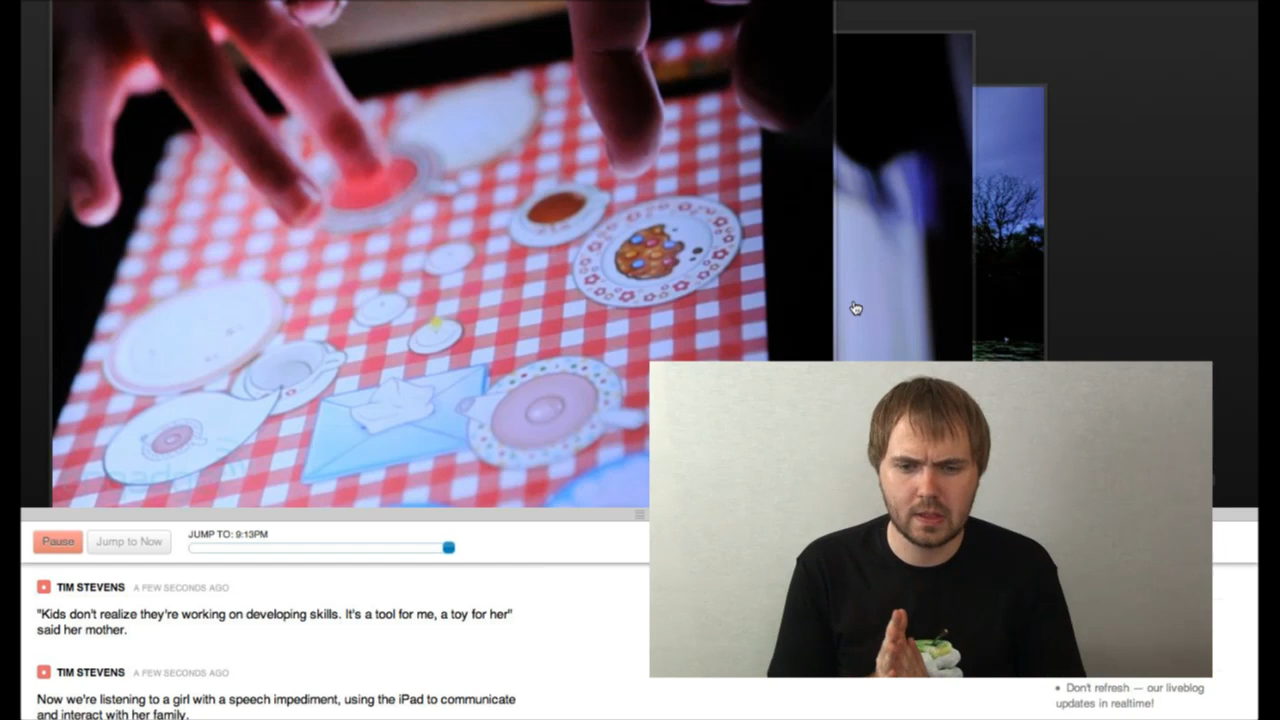 Pause
Jump to Now
JUMP TO: 9:13PM
TIM STEVENS A FEW SECONDS AGO
"Kids don't realize they're working on developing skills. It's a tool for me, a toy for her"
said her mother.
TIM STEVENS A FEW SECONDS AGO
Now we're listening to a girl with a speech impediment, using the iPad to communicate
and interact with her family.
• Don't refresh — our liveblog
updates in realtime!